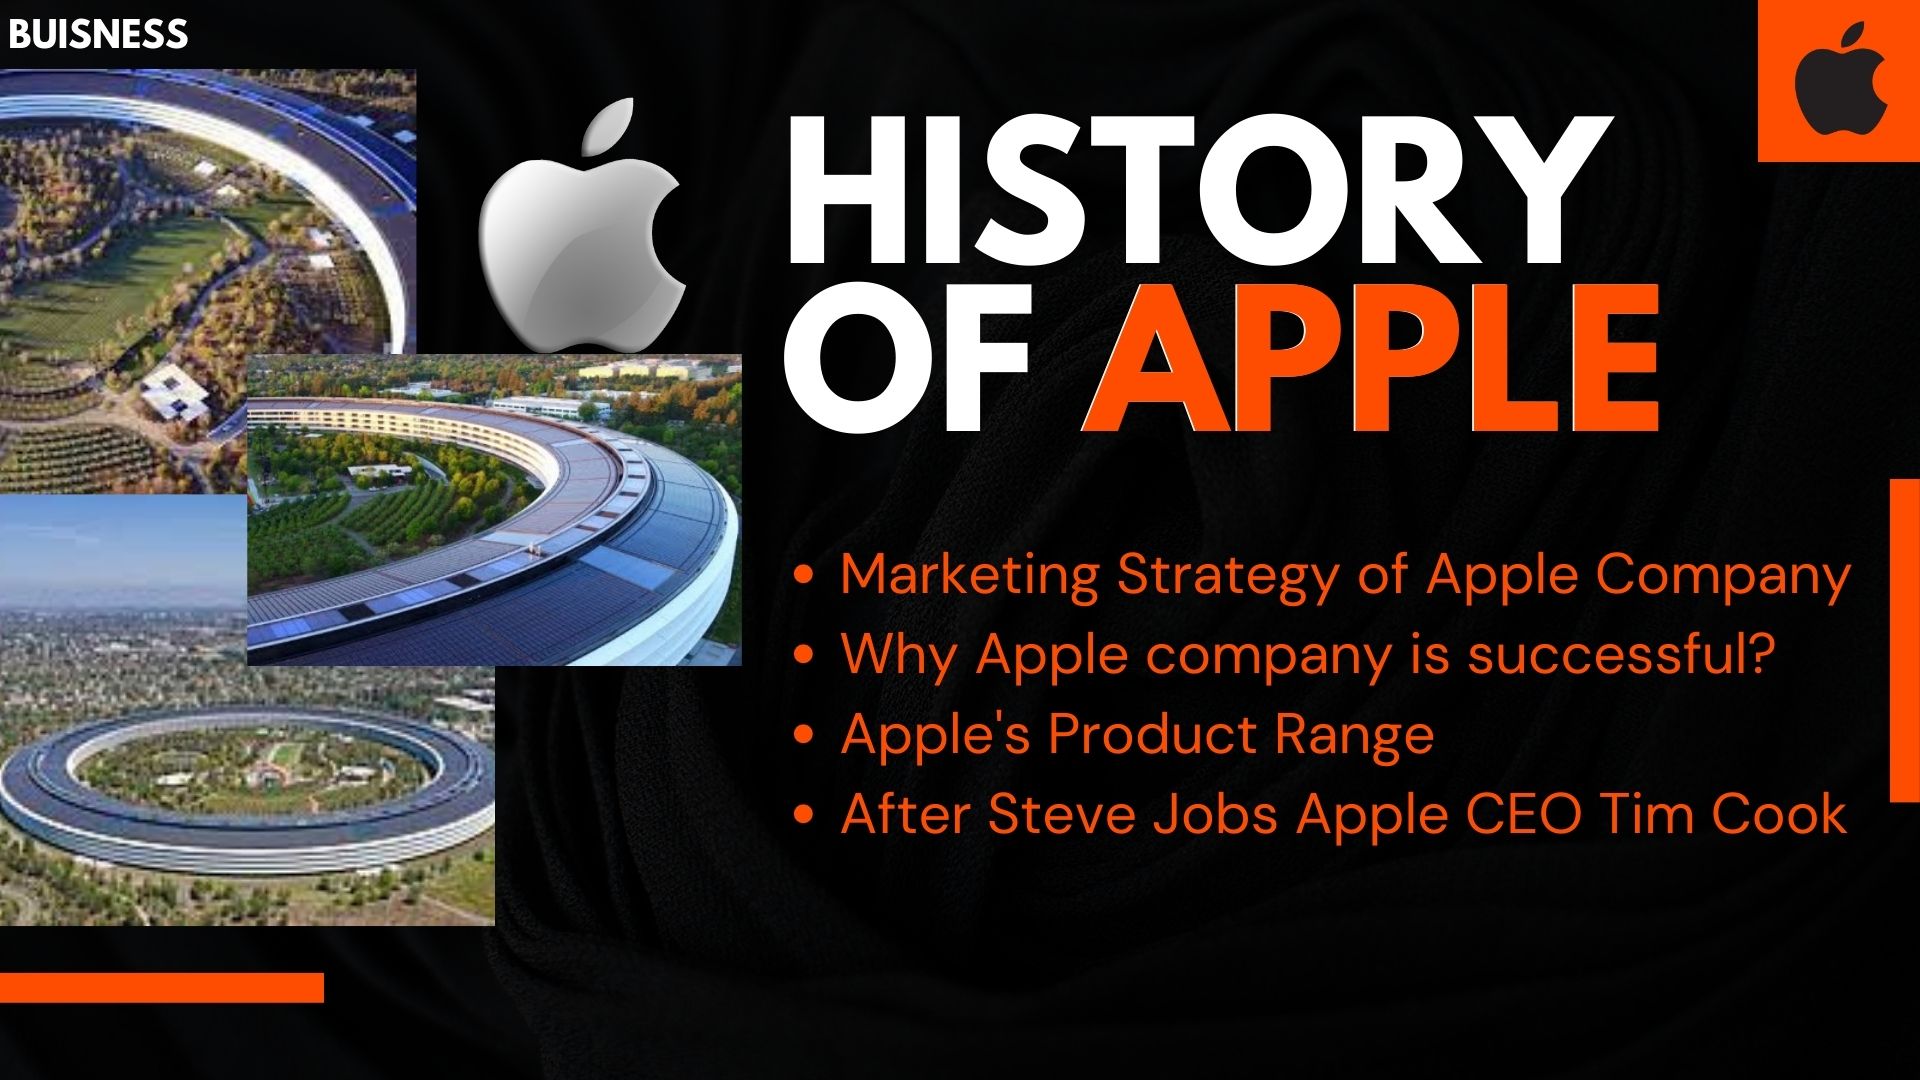 BUISNESS
HISTORY
OF APPLE
• Marketing Strategy of Apple Company
• Why Apple company is successful?
• Apple's Product Range
• After Steve Jobs Apple CEO Tim Cook